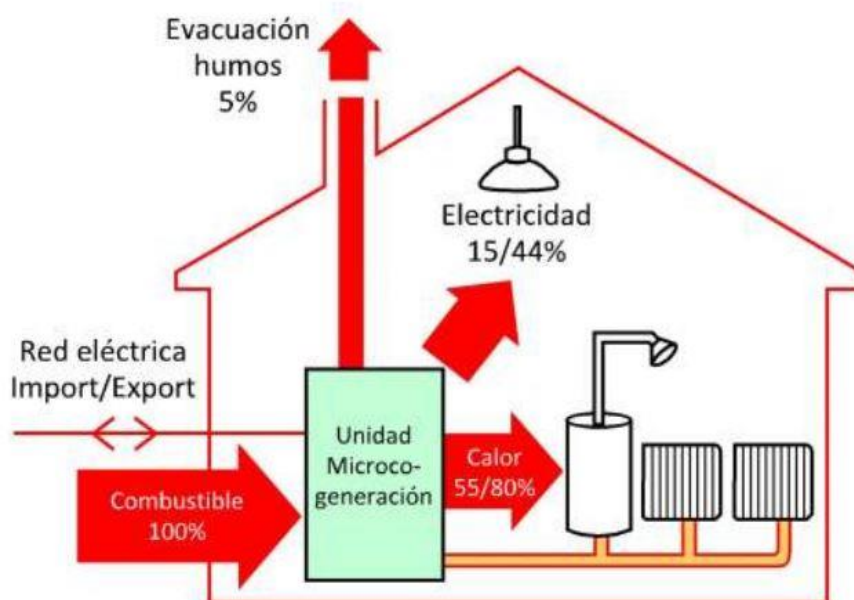 Evacuación
humos
5%
Electricidad
15/44%
Red eléctrica
Import/Export
Unidad
Microco-
generación
Calor
55/80%
Combustible
100%